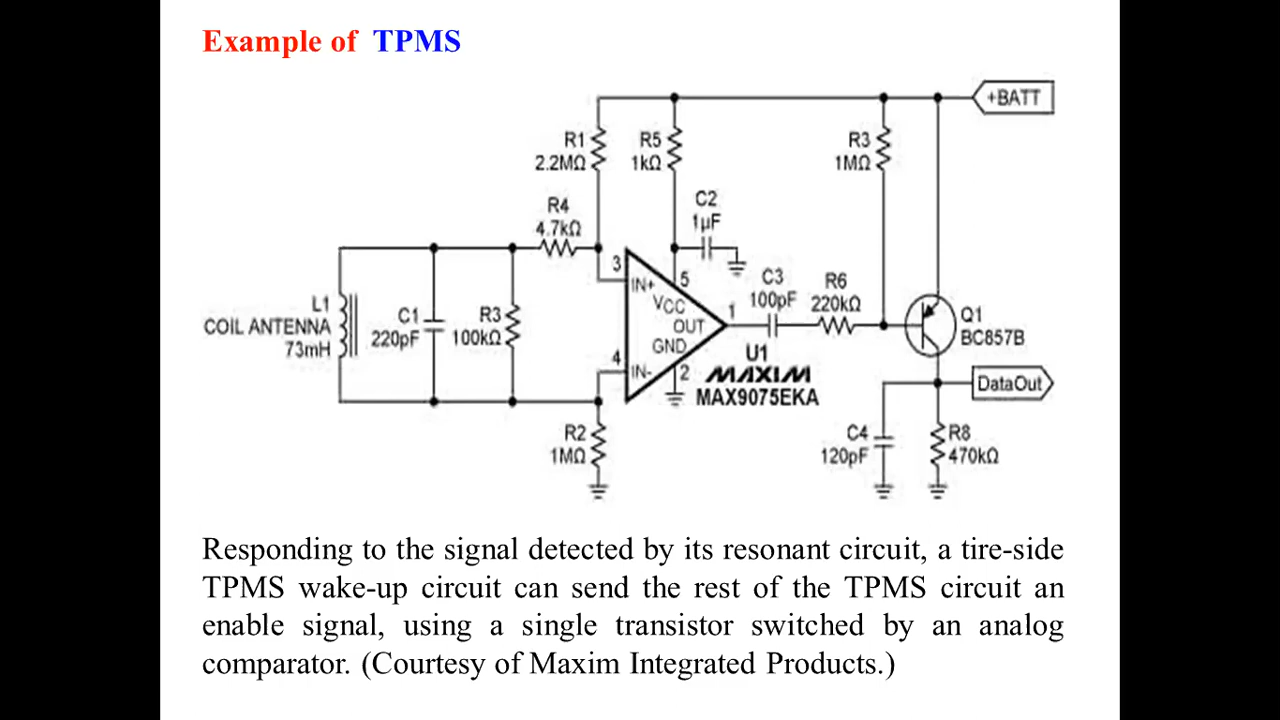 Example of TPMS
+BATT
R1
2.2MΩ
R5
1kΩ
R3
1MΩ
C2
1µF
R4
4.7kΩ
3
IN+
5
VCC
OUT
GND
1
4
IN-
2
C3
100pF
R6
220kΩ
L1
COIL ANTENNA
73mH
C1
220pF
R3
100kΩ
U1
MAXIM
MAX9075EKA
Q1
BC857B
DataOut
R2
1MΩ
C4
120pF
R8
470kΩ
Responding to the signal detected by its resonant circuit, a tire-side
TPMS wake-up circuit can send the rest of the TPMS circuit an
enable signal, using a single transistor switched by an analog
comparator. (Courtesy of Maxim Integrated Products.)